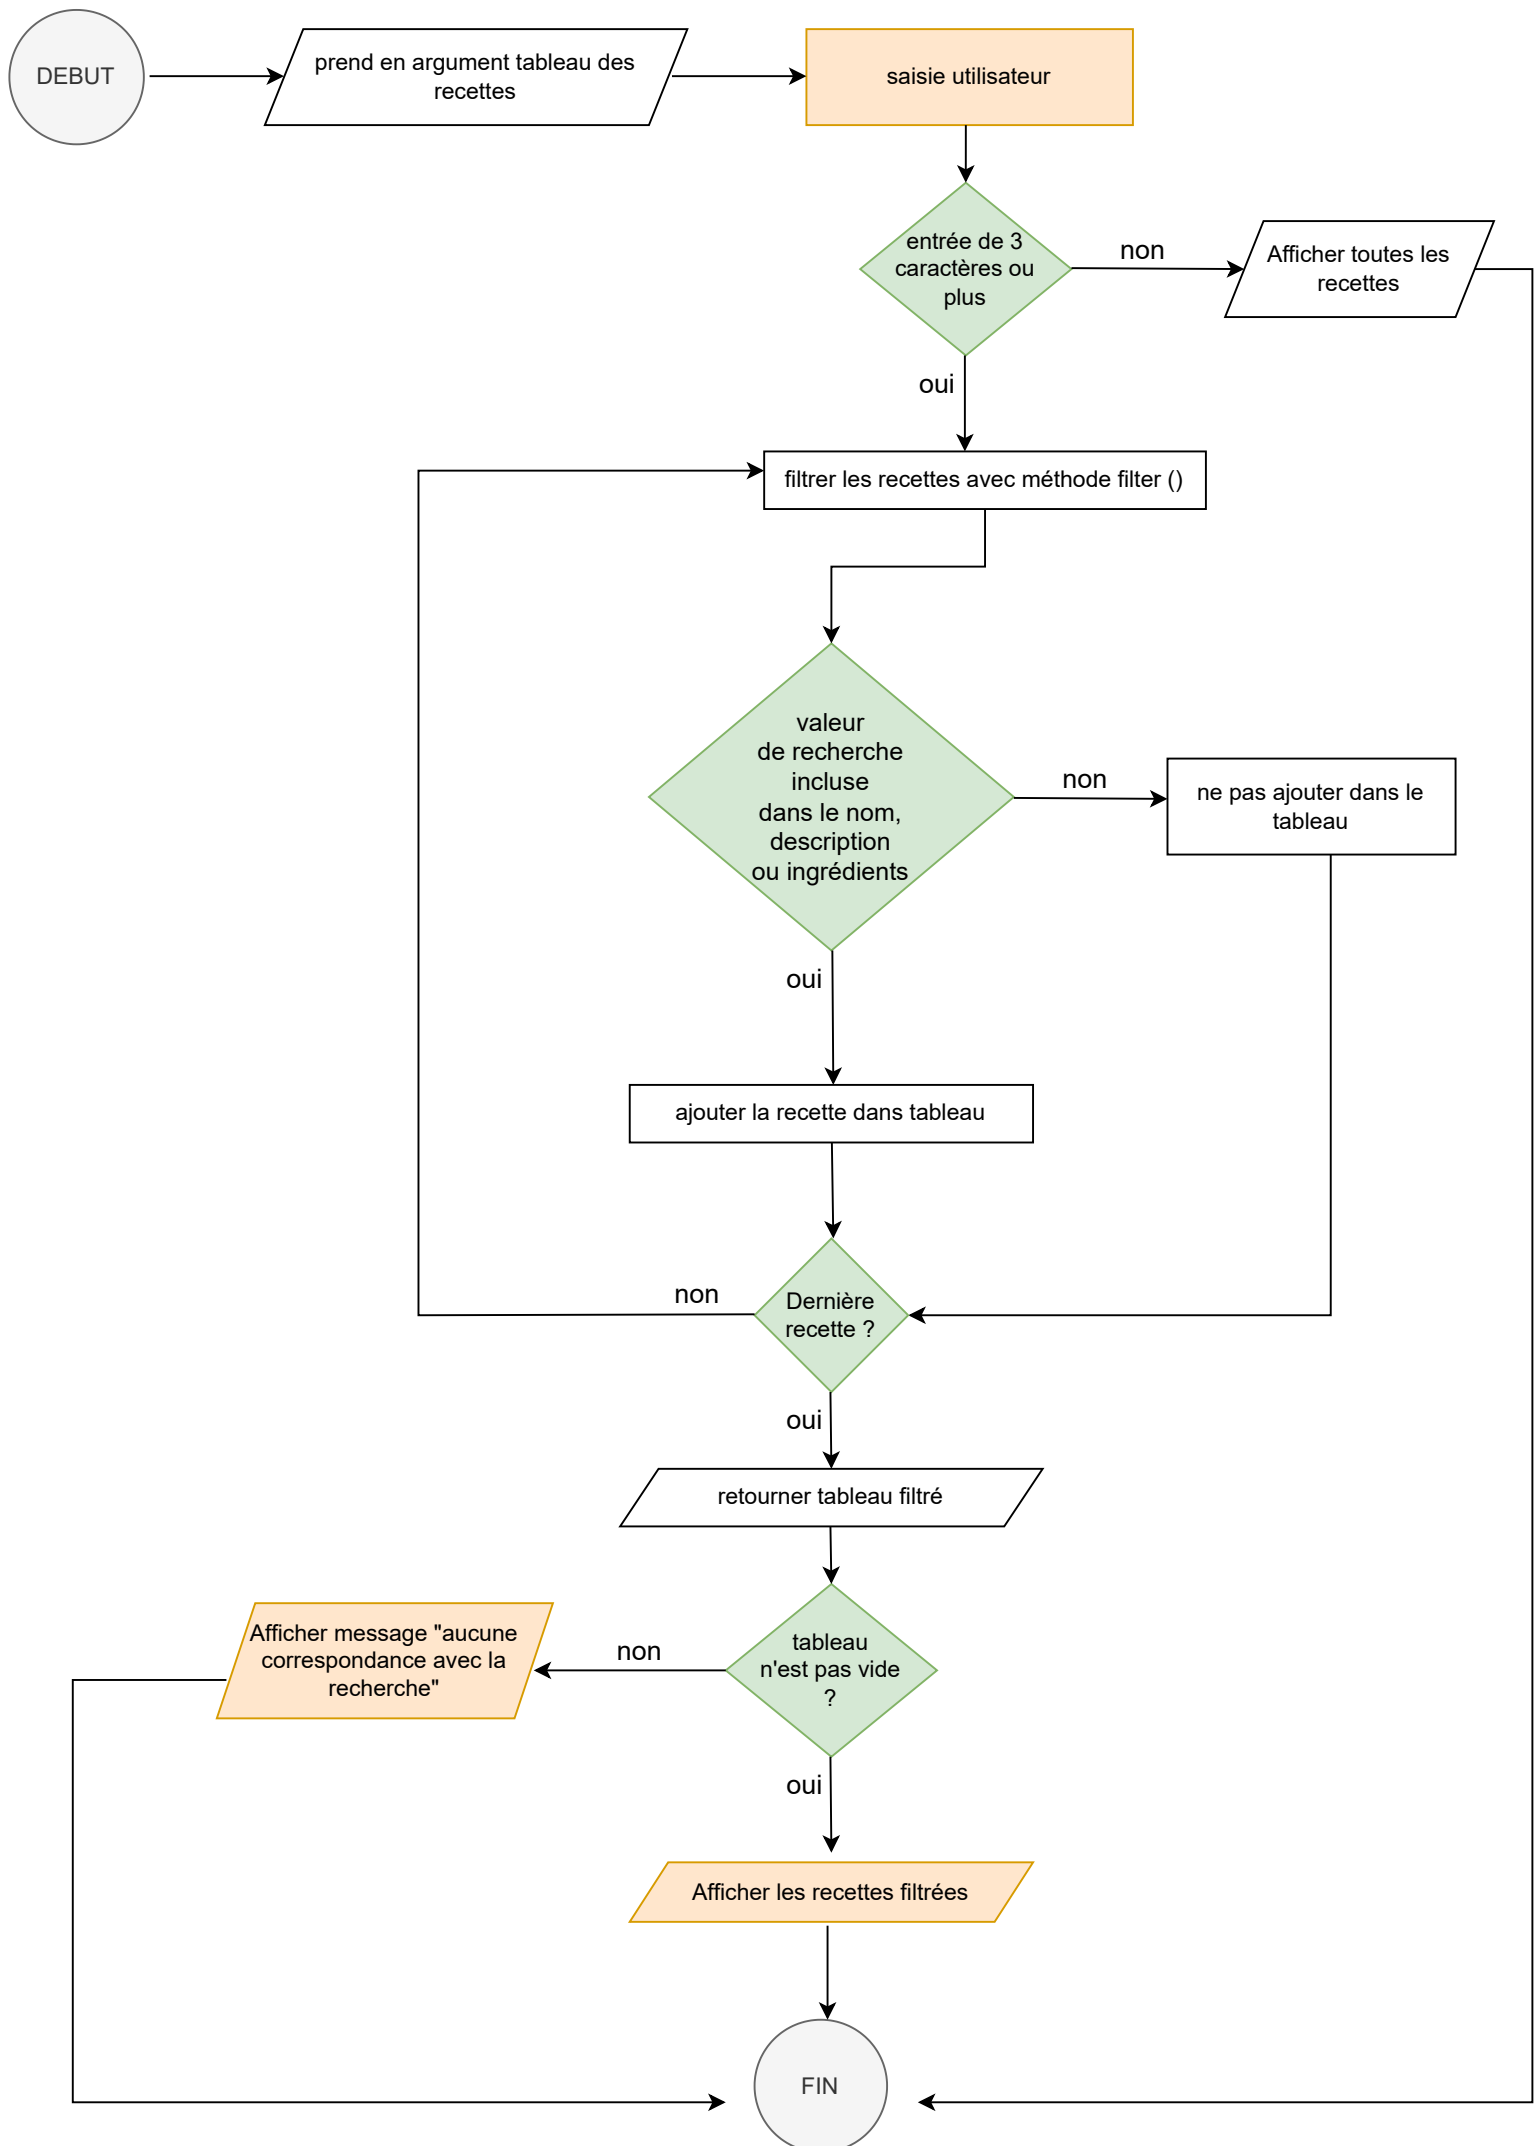 DEBUT
prend en argument tableau des
recettes
saisie utilisateur
entrée de 3
caractères ou
plus
non
Afficher toutes les
recettes
oui
filtrer les recettes avec méthode filter ()
valeur
de recherche
incluse
dans le nom,
description
ou ingrédients
non
ne pas ajouter dans le
tableau
oui
ajouter la recette dans tableau
non
Dernière
recette ?
oui
retourner tableau filtré
tableau
n'est pas vide
?
non
Afficher message "aucune
correspondance avec la
recherche"
oui
Afficher les recettes filtrées
FIN